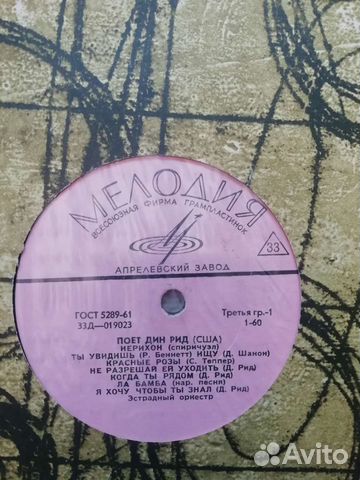 МЕЛОДИЯ
ВСЕСОЮЗНАЯ ФИРМА ГРАМПЛАСТИНОК
33
АПРЕЛЕВСКИЙ ЗАВОД
ГОСТ 5289-61
33Д—019023
Третья гр.-1
1-60
ПОЕТ ДИН РИД (США)
ИЕРИХОН (спиричуэл)
ТЫ УВИДИШЬ (Р. Беннетт) ИЩУ (Д. Шанон)
КРАСНЫЕ РОЗЫ (С. Теппер)
НЕ РАЗРЕШАЙ ЕЙ УХОДИТЬ (Д. Рид)
КОГДА ТЫ РЯДОМ (Д. Рид)
ЛА БАМБА (нар. песня)
Я ХОЧУ ЧТОБЫ ТЫ ЗНАЛ (Д. Рид)
Эстрадный оркестр
Avito